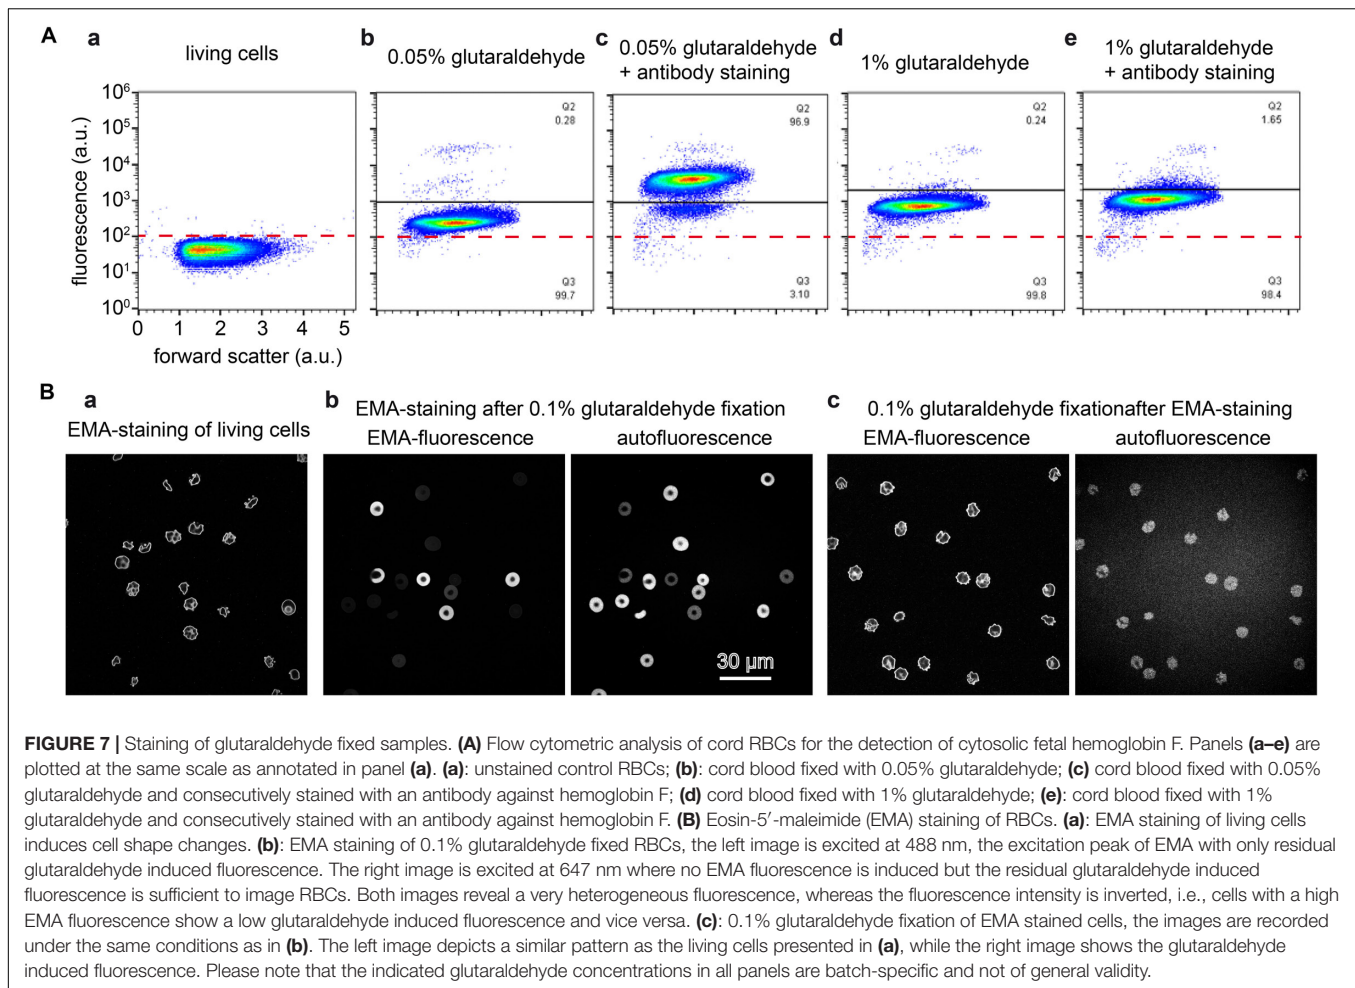 A
a
living cells
b
0.05% glutaraldehyde
c
0.05% glutaraldehyde
+ antibody staining
d
1% glutaraldehyde
e
1% glutaraldehyde
+ antibody staining
fluorescence (a.u.)
10⁶
10⁵
10⁴
10³
10²
10¹
10⁰
0 1 2 3 4 5
forward scatter (a.u.)
Q2
0.28
Q3
99.7
Q2
96.9
Q3
3.10
Q2
0.24
Q3
99.8
Q2
1.65
Q3
98.4
B
a
EMA-staining of living cells
b
EMA-staining after 0.1% glutaraldehyde fixation
EMA-fluorescence autofluorescence
30 µm
c
0.1% glutaraldehyde fixationafter EMA-staining
EMA-fluorescence autofluorescence
FIGURE 7 | Staining of glutaraldehyde fixed samples. (A) Flow cytometric analysis of cord RBCs for the detection of cytosolic fetal hemoglobin F. Panels (a–e) are
plotted at the same scale as annotated in panel (a). (a): unstained control RBCs; (b): cord blood fixed with 0.05% glutaraldehyde; (c) cord blood fixed with 0.05%
glutaraldehyde and consecutively stained with an antibody against hemoglobin F; (d) cord blood fixed with 1% glutaraldehyde; (e): cord blood fixed with 1%
glutaraldehyde and consecutively stained with an antibody against hemoglobin F. (B) Eosin-5′-maleimide (EMA) staining of RBCs. (a): EMA staining of living cells
induces cell shape changes. (b): EMA staining of 0.1% glutaraldehyde fixed RBCs, the left image is excited at 488 nm, the excitation peak of EMA with only residual
glutaraldehyde induced fluorescence. The right image is excited at 647 nm where no EMA fluorescence is induced but the residual glutaraldehyde induced
fluorescence is sufficient to image RBCs. Both images reveal a very heterogeneous fluorescence, whereas the fluorescence intensity is inverted, i.e., cells with a high
EMA fluorescence show a low glutaraldehyde induced fluorescence and vice versa. (c): 0.1% glutaraldehyde fixation of EMA stained cells, the images are recorded
under the same conditions as in (b). The left image depicts a similar pattern as the living cells presented in (a), while the right image shows the glutaraldehyde
induced fluorescence. Please note that the indicated glutaraldehyde concentrations in all panels are batch-specific and not of general validity.